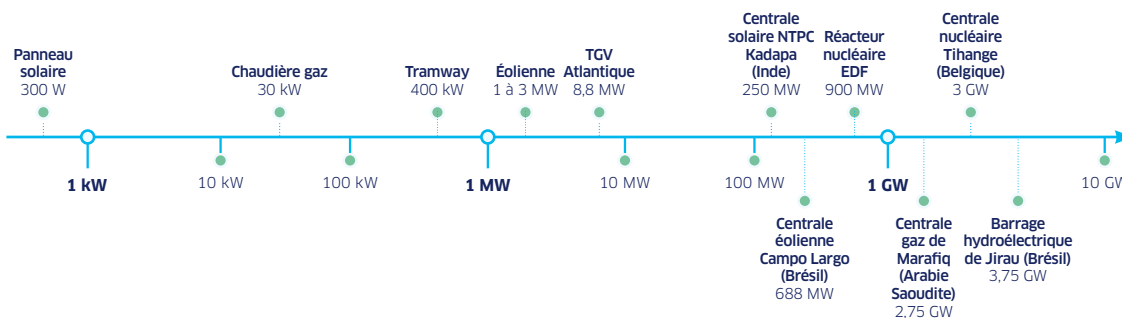 Panneau
solaire
300 W
Chaudière gaz
30 kW
Tramway
400 kW
Éolienne
1 à 3 MW
TGV
Atlantique
8,8 MW
Centrale
solaire NTPC
Kadapa
(Inde)
250 MW
Réacteur
nucléaire
EDF
900 MW
Centrale
nucléaire
Tihange
(Belgique)
3 GW
1 kW
10 kW
100 kW
1 MW
10 MW
100 MW
1 GW
10 GW
Centrale
éolienne
Campo Largo
(Brésil)
688 MW
Centrale
gaz de
Marafiq
(Arabie
Saoudite)
2,75 GW
Barrage
hydroélectrique
de Jirau (Brésil)
3,75 GW